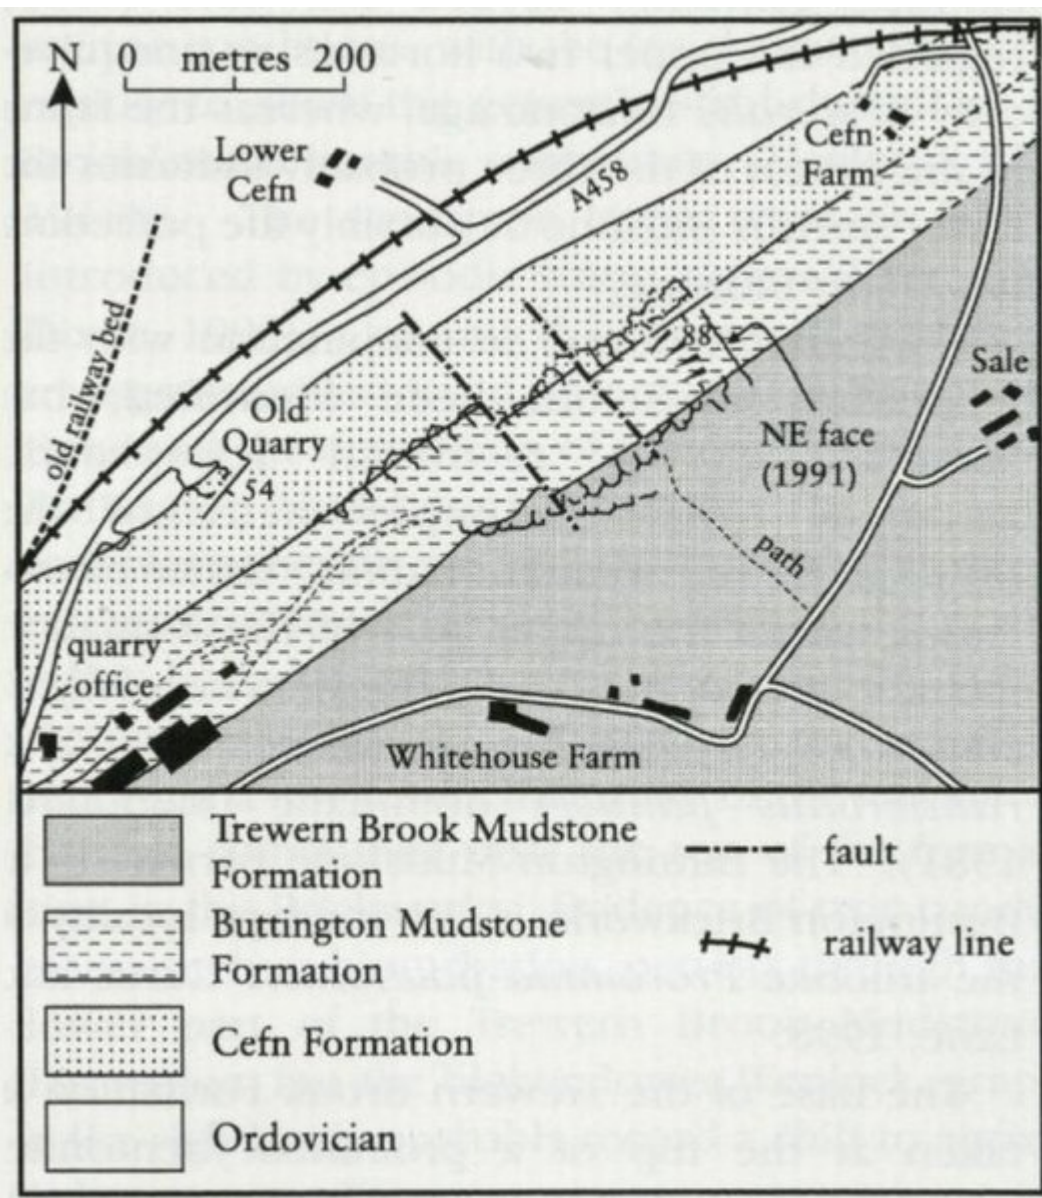 N 0 metres 200
Lower
Cefn
A458
Cefn
Farm
old railway bed
88
Sale
Old
Quarry
54
NE face
(1991)
path
quarry
office
Whitehouse Farm
Trewern Brook Mudstone
Formation
Buttington Mudstone
Formation
Cefn Formation
Ordovician
fault
railway line